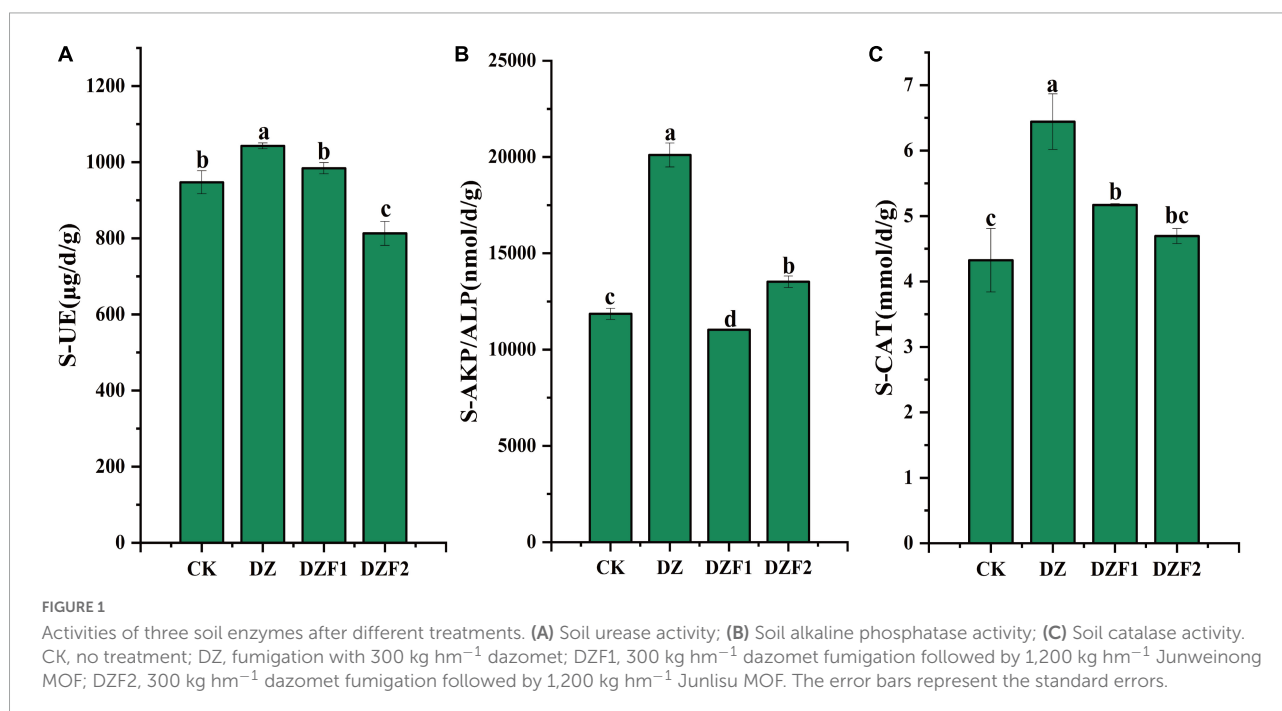 A
S-UE(μg/d/g)
1200
1000
800
600
400
200
0
b
a
b
c
CK DZ DZF1 DZF2
B
S-AKP/ALP(nmol/d/g)
25000
20000
15000
10000
5000
0
c
a
d
b
CK DZ DZF1 DZF2
C
S-CAT(mmol/d/g)
7
6
5
4
3
2
1
0
c
a
b
bc
CK DZ DZF1 DZF2
FIGURE 1
Activities of three soil enzymes after different treatments. (A) Soil urease activity; (B) Soil alkaline phosphatase activity; (C) Soil catalase activity.
CK, no treatment; DZ, fumigation with 300 kg hm⁻¹ dazomet; DZF1, 300 kg hm⁻¹ dazomet fumigation followed by 1,200 kg hm⁻¹ Junweinong
MOF; DZF2, 300 kg hm⁻¹ dazomet fumigation followed by 1,200 kg hm⁻¹ Junlisu MOF. The error bars represent the standard errors.